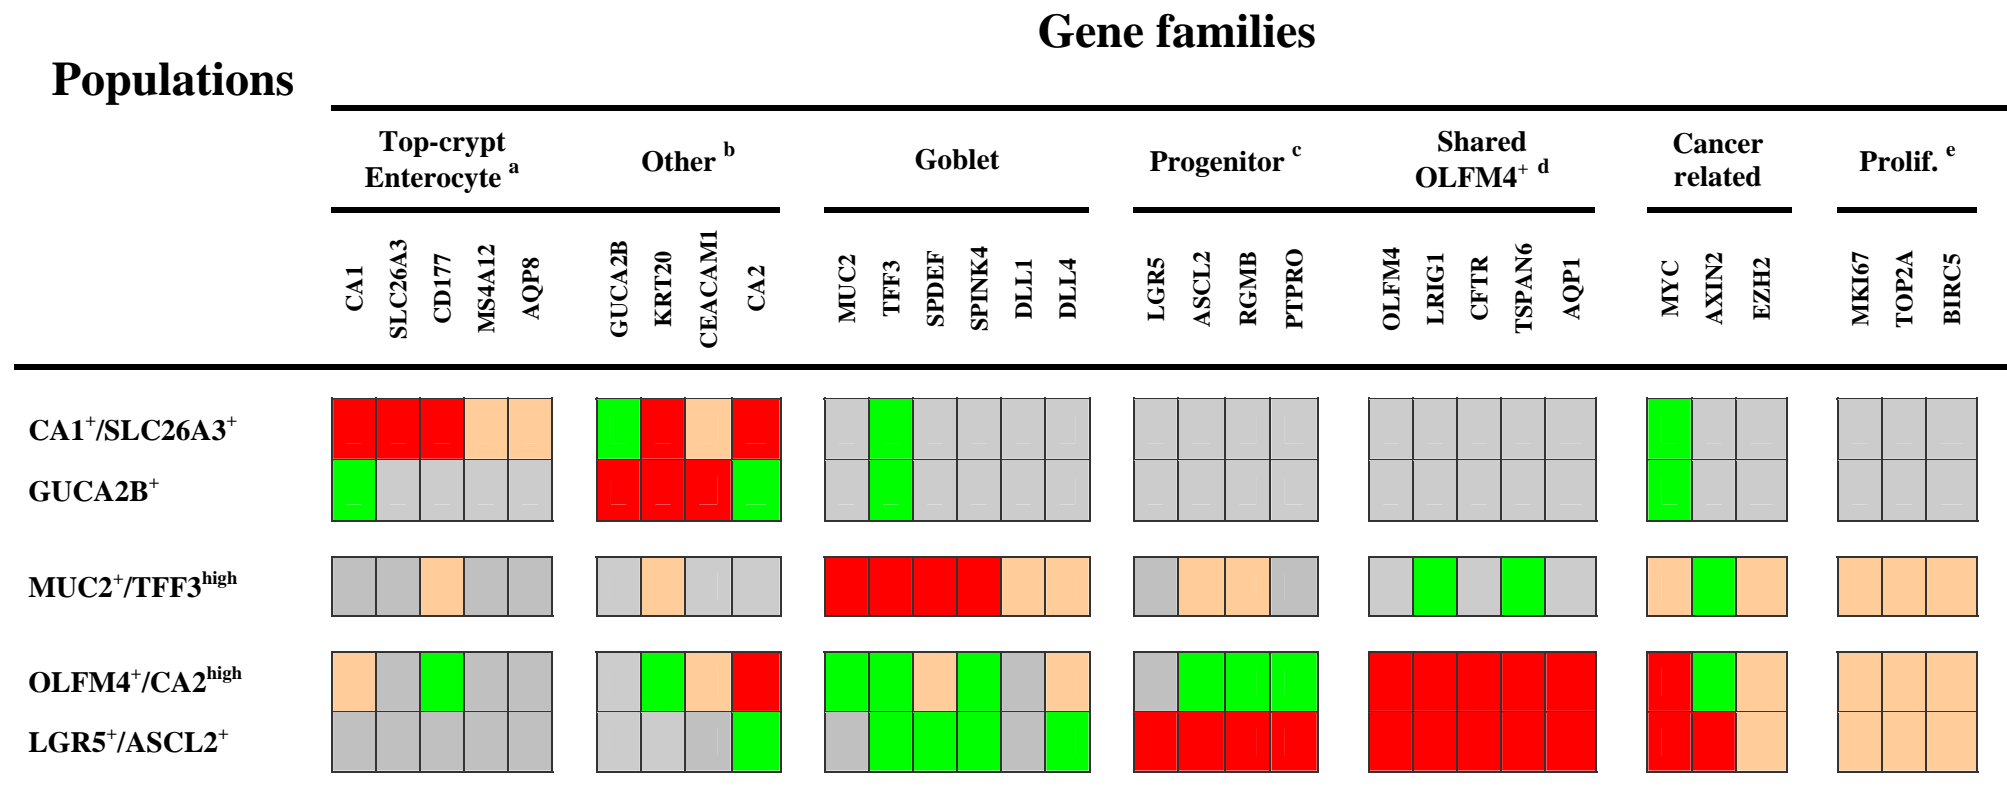 Gene families
Populations
Top-crypt
Enterocyte a
Other b
Goblet
Progenitor c
Shared
OLFM4+ d
Cancer
related
Prolif. e
CA1
SLC26A3
CD177
MS4A12
AQP8
GUCA2B
KRT20
CEACAM1
CA2
MUC2
TFF3
SPDEF
SPINK4
DLL1
DLL4
LGR5
ASCL2
RGMB
PTPRO
OLFM4
LRIG1
CFTR
TSPAN6
AQP1
MYC
AXIN2
EZH2
MKI67
TOP2A
BIRC5
CA1+/SLC26A3+
GUCA2B+
MUC2+/TFF3high
OLFM4+/CA2high
LGR5+/ASCL2+